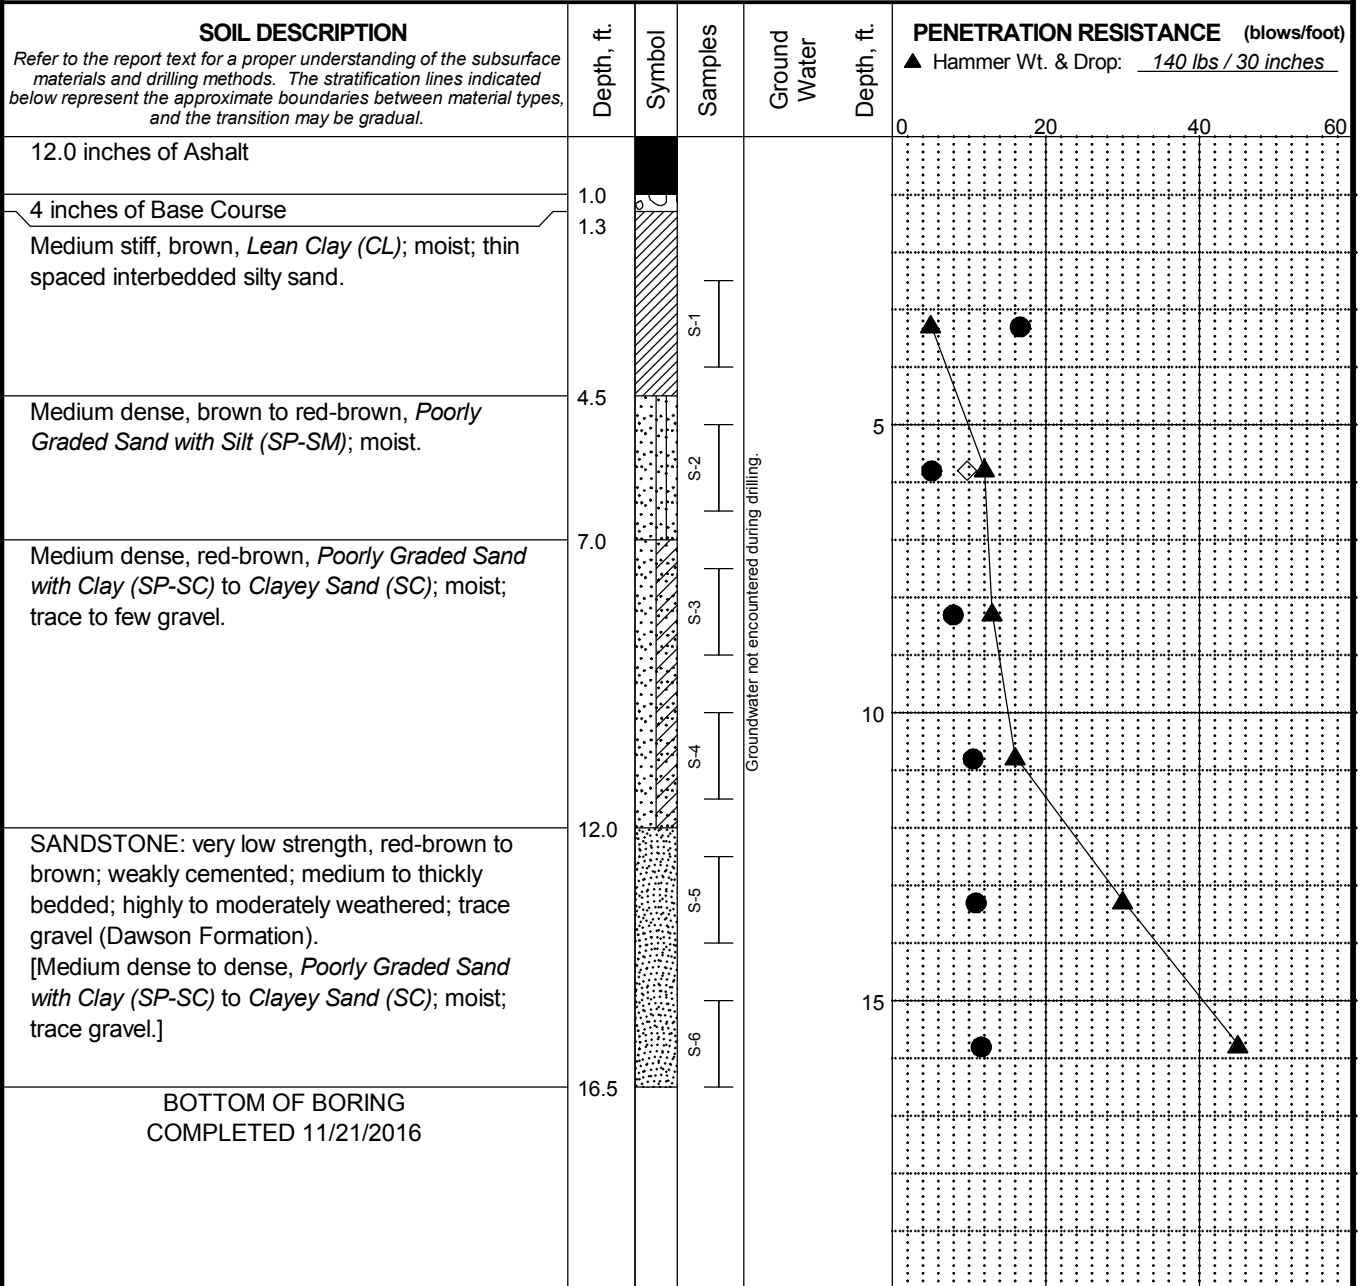 SOIL DESCRIPTION
Refer to the report text for a proper understanding of the subsurface
materials and drilling methods. The stratification lines indicated
below represent the approximate boundaries between material types,
and the transition may be gradual.
Depth, ft.
Symbol
Samples
Ground
Water
Depth, ft.
PENETRATION RESISTANCE (blows/foot)
▲ Hammer Wt. & Drop: 140 lbs / 30 inches
0 20 40 60
12.0 inches of Ashalt
1.0
4 inches of Base Course
1.3
Medium stiff, brown, Lean Clay (CL); moist; thin
spaced interbedded silty sand.
S-1
4.5
Medium dense, brown to red-brown, Poorly
Graded Sand with Silt (SP-SM); moist.
5
S-2
7.0
Medium dense, red-brown, Poorly Graded Sand
with Clay (SP-SC) to Clayey Sand (SC); moist;
trace to few gravel.
S-3
Groundwater not encountered during drilling.
10
S-4
12.0
SANDSTONE: very low strength, red-brown to
brown; weakly cemented; medium to thickly
bedded; highly to moderately weathered; trace
gravel (Dawson Formation).
[Medium dense to dense, Poorly Graded Sand
with Clay (SP-SC) to Clayey Sand (SC); moist;
trace gravel.]
S-5
15
S-6
16.5
BOTTOM OF BORING
COMPLETED 11/21/2016